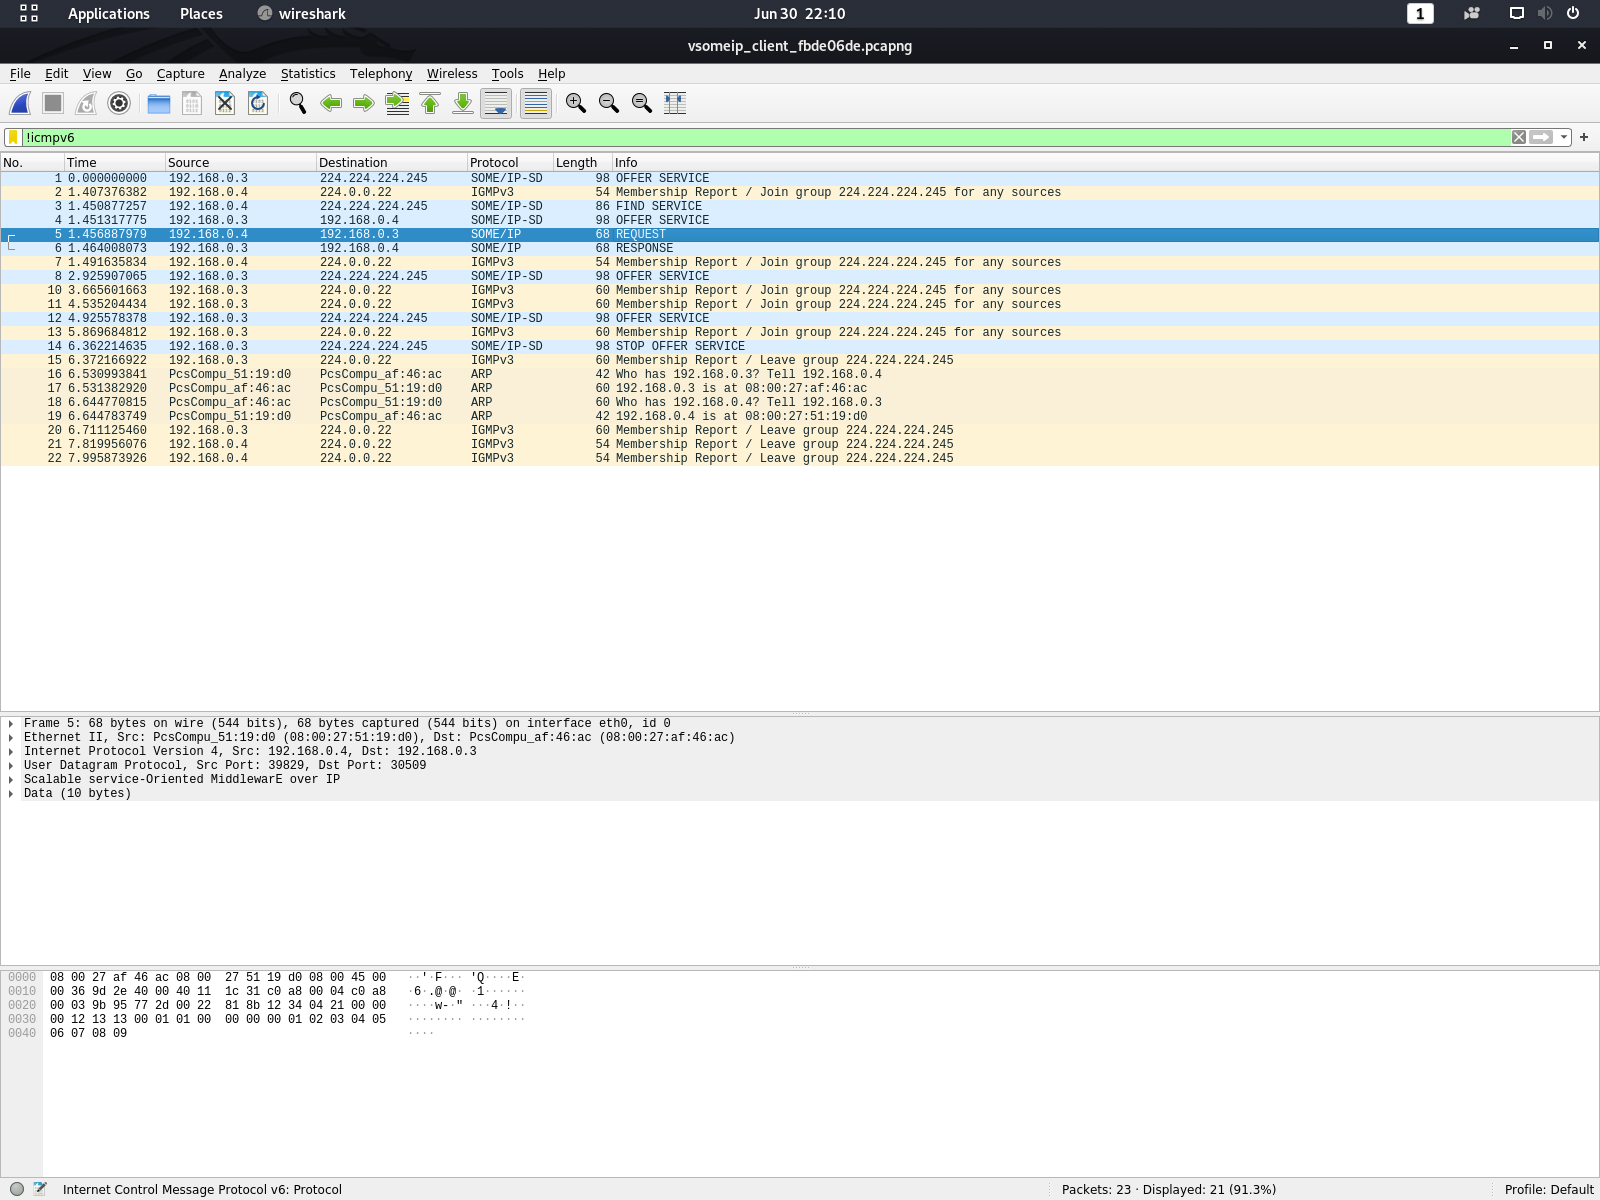 Applications Places wireshark Jun 30 22:10 1
vsomeip_client_fbde06de.pcapng
File Edit View Go Capture Analyze Statistics Telephony Wireless Tools Help
!icmpv6
No. Time Source Destination Protocol Length Info
1 0.000000000 192.168.0.3 224.224.224.245 SOME/IP-SD 98 OFFER SERVICE
2 1.407376382 192.168.0.4 224.0.0.22 IGMPv3 54 Membership Report / Join group 224.224.224.245 for any sources
3 1.450877257 192.168.0.4 224.224.224.245 SOME/IP-SD 86 FIND SERVICE
4 1.451317775 192.168.0.3 192.168.0.4 SOME/IP-SD 98 OFFER SERVICE
5 1.456887979 192.168.0.4 192.168.0.3 SOME/IP 68 REQUEST
6 1.464008073 192.168.0.3 192.168.0.4 SOME/IP 68 RESPONSE
7 1.491635834 192.168.0.4 224.0.0.22 IGMPv3 54 Membership Report / Join group 224.224.224.245 for any sources
8 2.925907065 192.168.0.3 224.224.224.245 SOME/IP-SD 98 OFFER SERVICE
10 3.665601663 192.168.0.3 224.0.0.22 IGMPv3 60 Membership Report / Join group 224.224.224.245 for any sources
11 4.535204434 192.168.0.3 224.0.0.22 IGMPv3 60 Membership Report / Join group 224.224.224.245 for any sources
12 4.925578378 192.168.0.3 224.224.224.245 SOME/IP-SD 98 OFFER SERVICE
13 5.869684812 192.168.0.3 224.0.0.22 IGMPv3 60 Membership Report / Join group 224.224.224.245 for any sources
14 6.362214635 192.168.0.3 224.224.224.245 SOME/IP-SD 98 STOP OFFER SERVICE
15 6.372166922 192.168.0.3 224.0.0.22 IGMPv3 60 Membership Report / Leave group 224.224.224.245
16 6.530993841 PcsCompu_51:19:d0 PcsCompu_af:46:ac ARP 42 Who has 192.168.0.3? Tell 192.168.0.4
17 6.531382920 PcsCompu_af:46:ac PcsCompu_51:19:d0 ARP 60 192.168.0.3 is at 08:00:27:af:46:ac
18 6.644770815 PcsCompu_af:46:ac PcsCompu_51:19:d0 ARP 60 Who has 192.168.0.4? Tell 192.168.0.3
19 6.644783749 PcsCompu_51:19:d0 PcsCompu_af:46:ac ARP 42 192.168.0.4 is at 08:00:27:51:19:d0
20 6.711125460 192.168.0.3 224.0.0.22 IGMPv3 60 Membership Report / Leave group 224.224.224.245
21 7.819956076 192.168.0.4 224.0.0.22 IGMPv3 54 Membership Report / Leave group 224.224.224.245
22 7.995873926 192.168.0.4 224.0.0.22 IGMPv3 54 Membership Report / Leave group 224.224.224.245
Frame 5: 68 bytes on wire (544 bits), 68 bytes captured (544 bits) on interface eth0, id 0
Ethernet II, Src: PcsCompu_51:19:d0 (08:00:27:51:19:d0), Dst: PcsCompu_af:46:ac (08:00:27:af:46:ac)
Internet Protocol Version 4, Src: 192.168.0.4, Dst: 192.168.0.3
User Datagram Protocol, Src Port: 39829, Dst Port: 30509
Scalable service-Oriented MiddlewarE over IP
Data (10 bytes)
0000 08 00 27 af 46 ac 08 00 27 51 19 d0 08 00 45 00 ··'·F··· 'Q····E·
0010 00 36 9d 2e 40 00 40 11 1c 31 c0 a8 00 04 c0 a8 ·6·.@·@· ·1······
0020 00 03 9b 95 77 2d 00 22 81 8b 12 34 04 21 00 00 ····w-·" ···4·!··
0030 00 12 13 13 00 01 01 00 00 00 00 01 02 03 04 05 ········ ········
0040 06 07 08 09 ····
Internet Control Message Protocol v6: Protocol Packets: 23 · Displayed: 21 (91.3%) Profile: Default